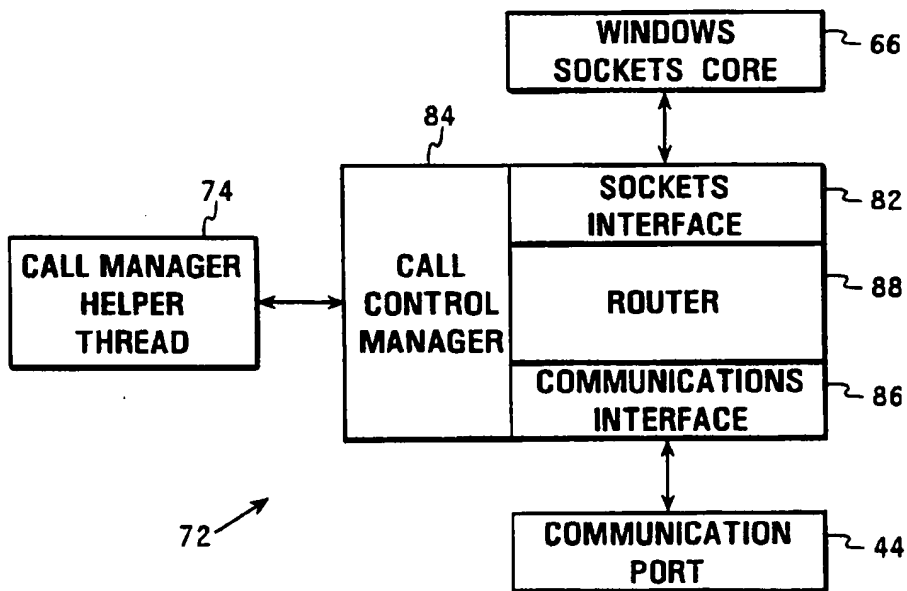 WINDOWS
SOCKETS CORE
66
84
74
SOCKETS
INTERFACE
82
CALL MANAGER
HELPER
THREAD
CALL
CONTROL
MANAGER
ROUTER
88
COMMUNICATIONS
INTERFACE
86
72
COMMUNICATION
PORT
44